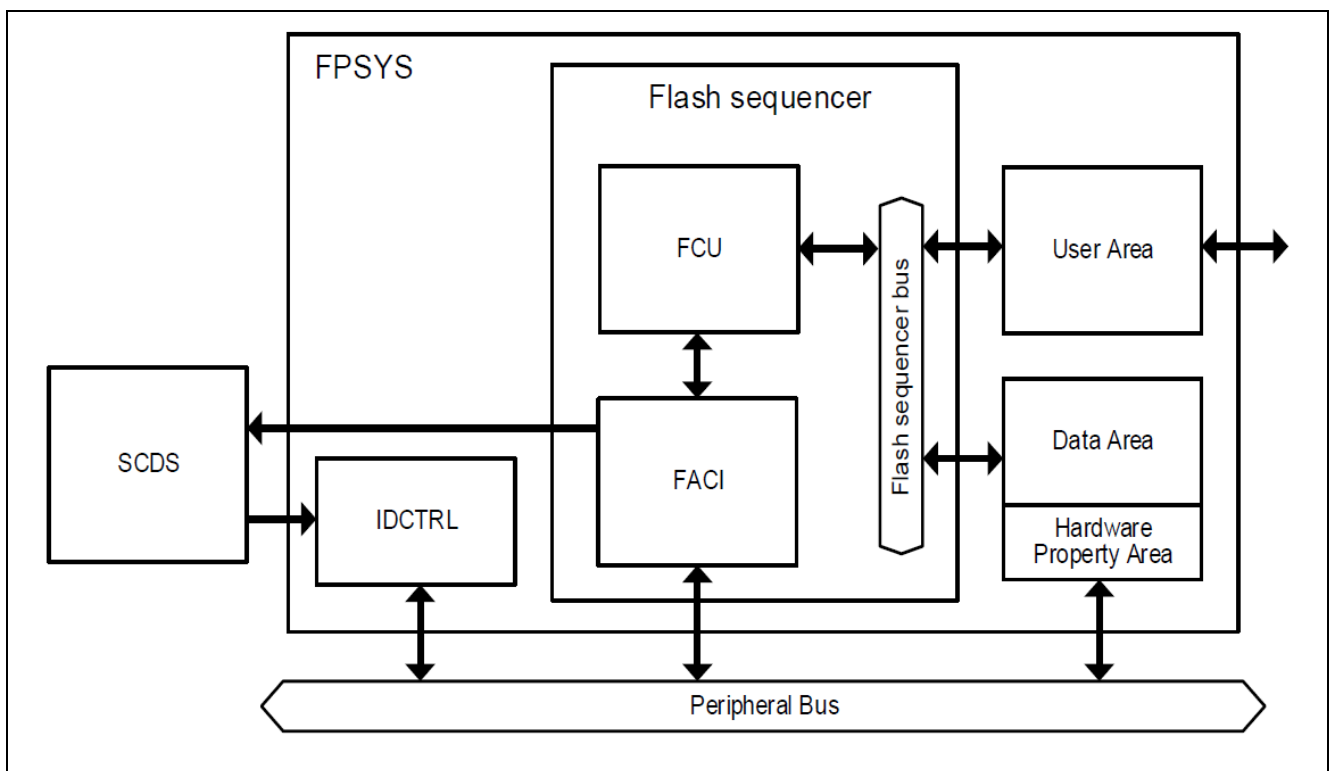 FPSYS
Flash sequencer
FCU
Flash sequencer bus
User Area
SCDS
IDCTRL
FACI
Data Area
Hardware
Property Area
Peripheral Bus